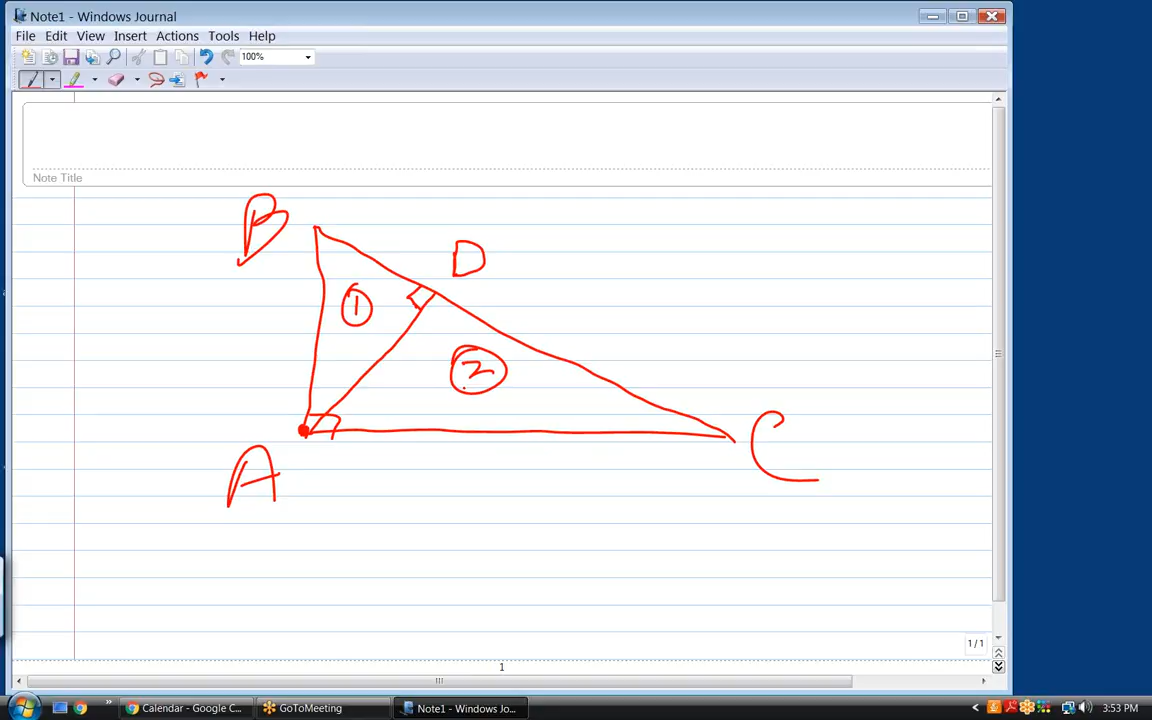 Note1 - Windows Journal
File Edit View Insert Actions Tools Help
100%
Note Title
B
D
1
2
A
C
1 / 1
1
Calendar - Google C...
GoToMeeting
Note1 - Windows Jo...
3:53 PM